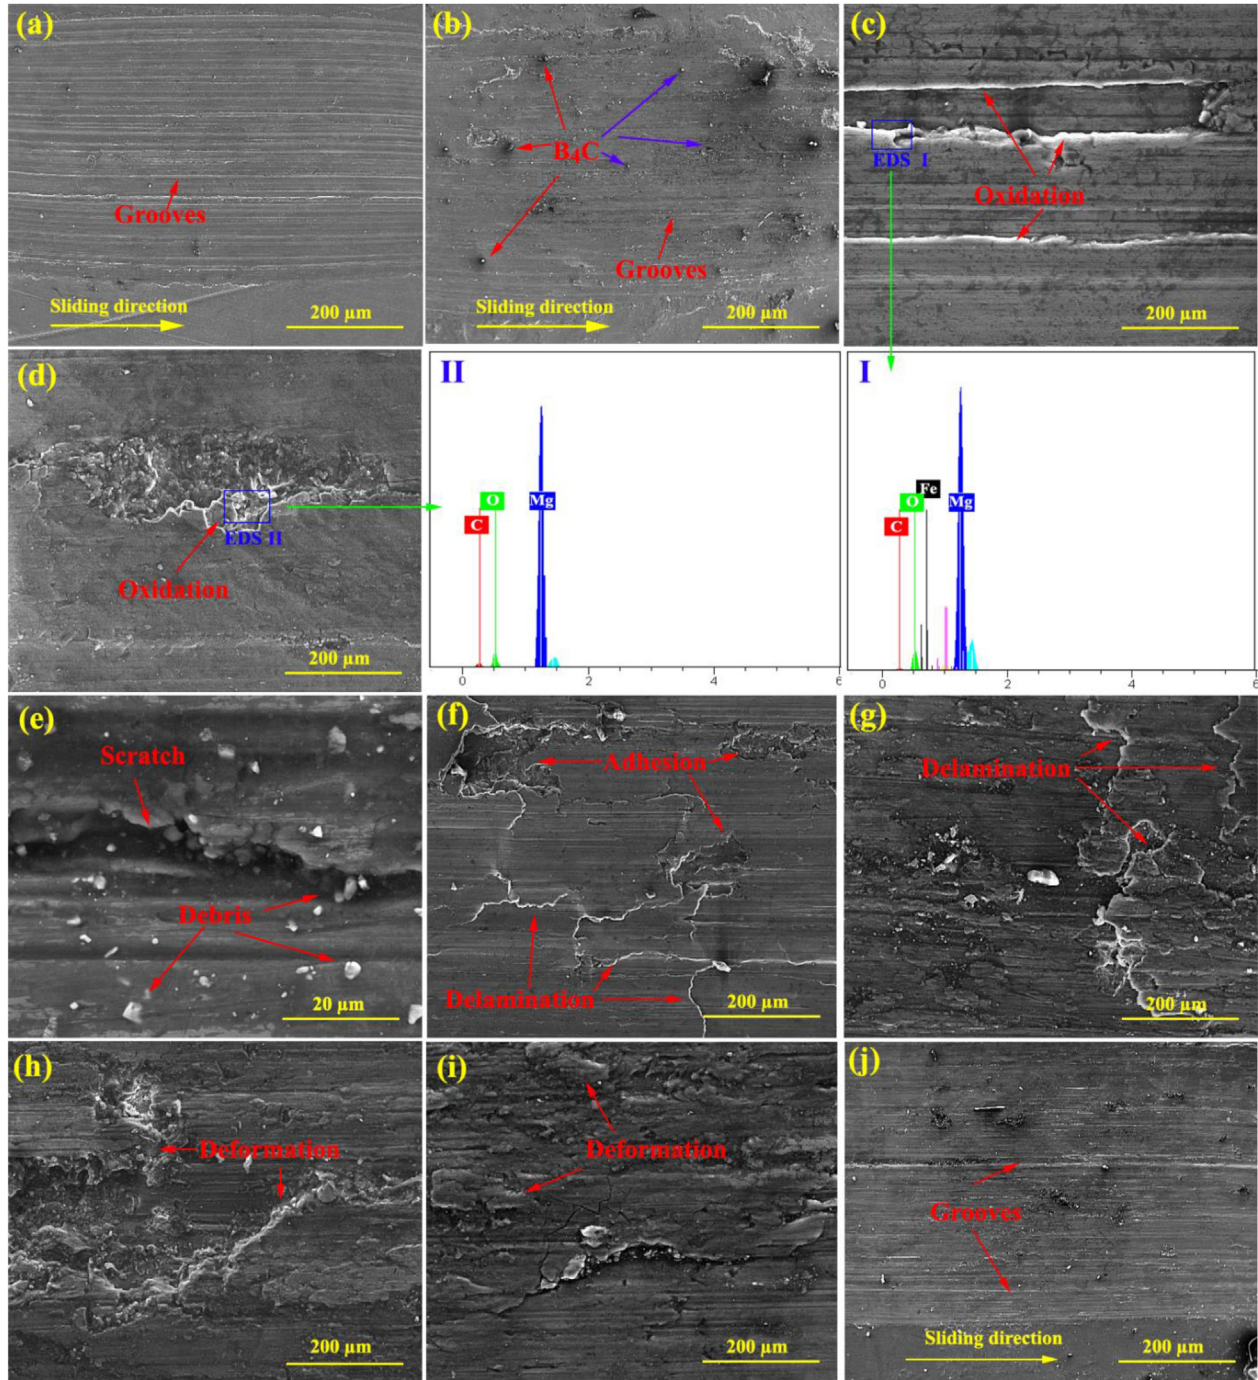 (a)
Grooves
Sliding direction
200 µm
(b)
B₄C
Grooves
Sliding direction
200 µm
(c)
EDS I
Oxidation
200 µm
(d)
EDS II
Oxidation
200 µm
II
C
O
Mg
0
2
4
6
I
C
O
Fe
Mg
0
2
4
6
(e)
Scratch
Debris
20 µm
(f)
Adhesion
Delamination
200 µm
(g)
Delamination
200 µm
(h)
Deformation
200 µm
(i)
Deformation
200 µm
(j)
Grooves
Sliding direction
200 µm